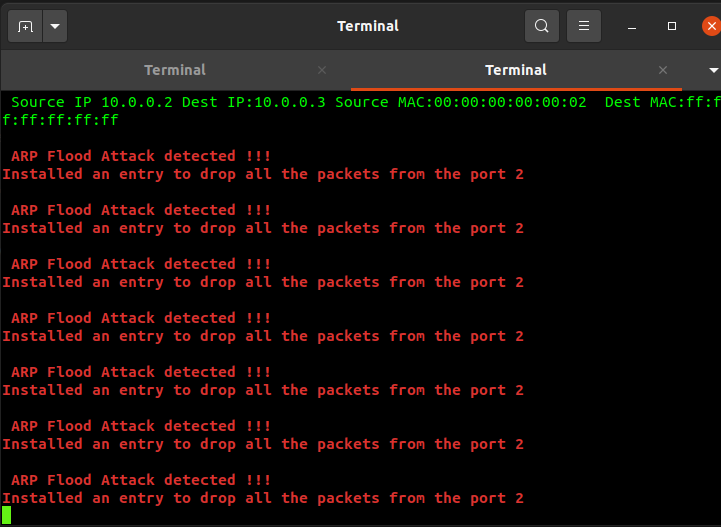 Terminal
Terminal
Terminal
Source IP 10.0.0.2 Dest IP:10.0.0.3 Source MAC:00:00:00:00:00:02  Dest MAC:ff:f
f:ff:ff:ff:ff
ARP Flood Attack detected !!!
Installed an entry to drop all the packets from the port 2
ARP Flood Attack detected !!!
Installed an entry to drop all the packets from the port 2
ARP Flood Attack detected !!!
Installed an entry to drop all the packets from the port 2
ARP Flood Attack detected !!!
Installed an entry to drop all the packets from the port 2
ARP Flood Attack detected !!!
Installed an entry to drop all the packets from the port 2
ARP Flood Attack detected !!!
Installed an entry to drop all the packets from the port 2
ARP Flood Attack detected !!!
Installed an entry to drop all the packets from the port 2